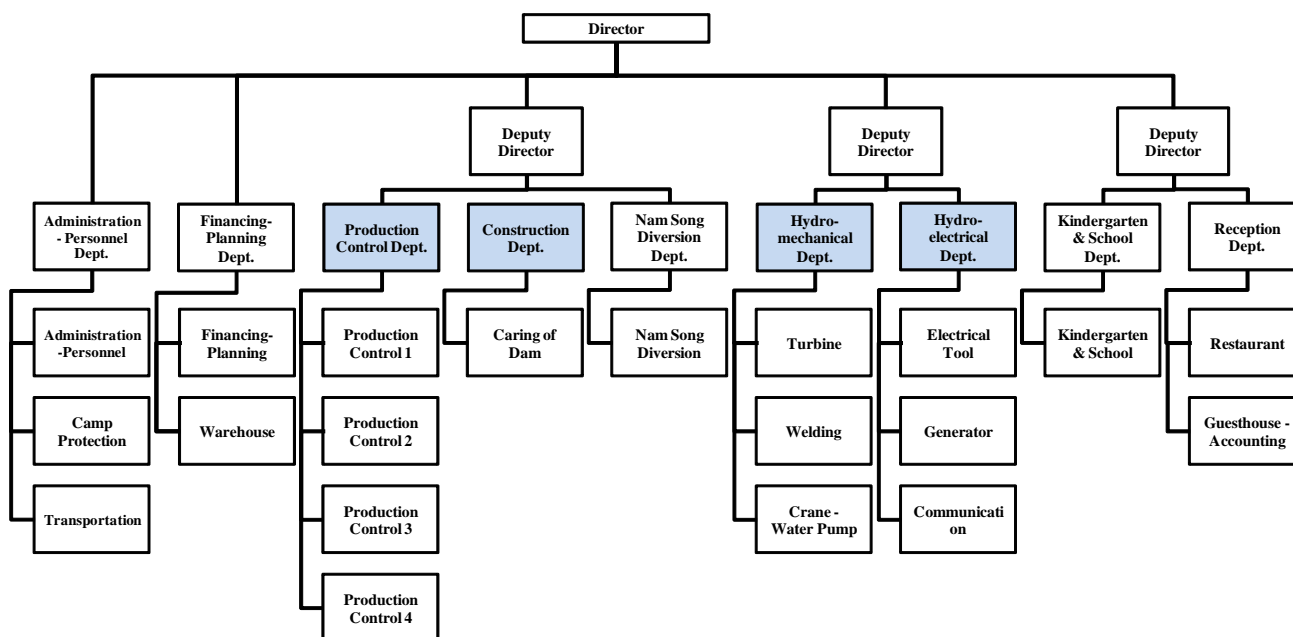 Director
Deputy
Director
Deputy
Director
Deputy
Director
Administration
- Personnel
Dept.
Financing-
Planning
Dept.
Production
Control Dept.
Construction
Dept.
Nam Song
Diversion
Dept.
Hydro-
mechanical
Dept.
Hydro-
electrical
Dept.
Kindergarten
& School
Dept.
Reception
Dept.
Administration
-Personnel
Financing-
Planning
Production
Control 1
Caring of
Dam
Nam Song
Diversion
Turbine
Electrical
Tool
Kindergarten
& School
Restaurant
Camp
Protection
Warehouse
Production
Control 2
Welding
Generator
Guesthouse -
Accounting
Transportation
Production
Control 3
Crane -
Water Pump
Communicati
on
Production
Control 4